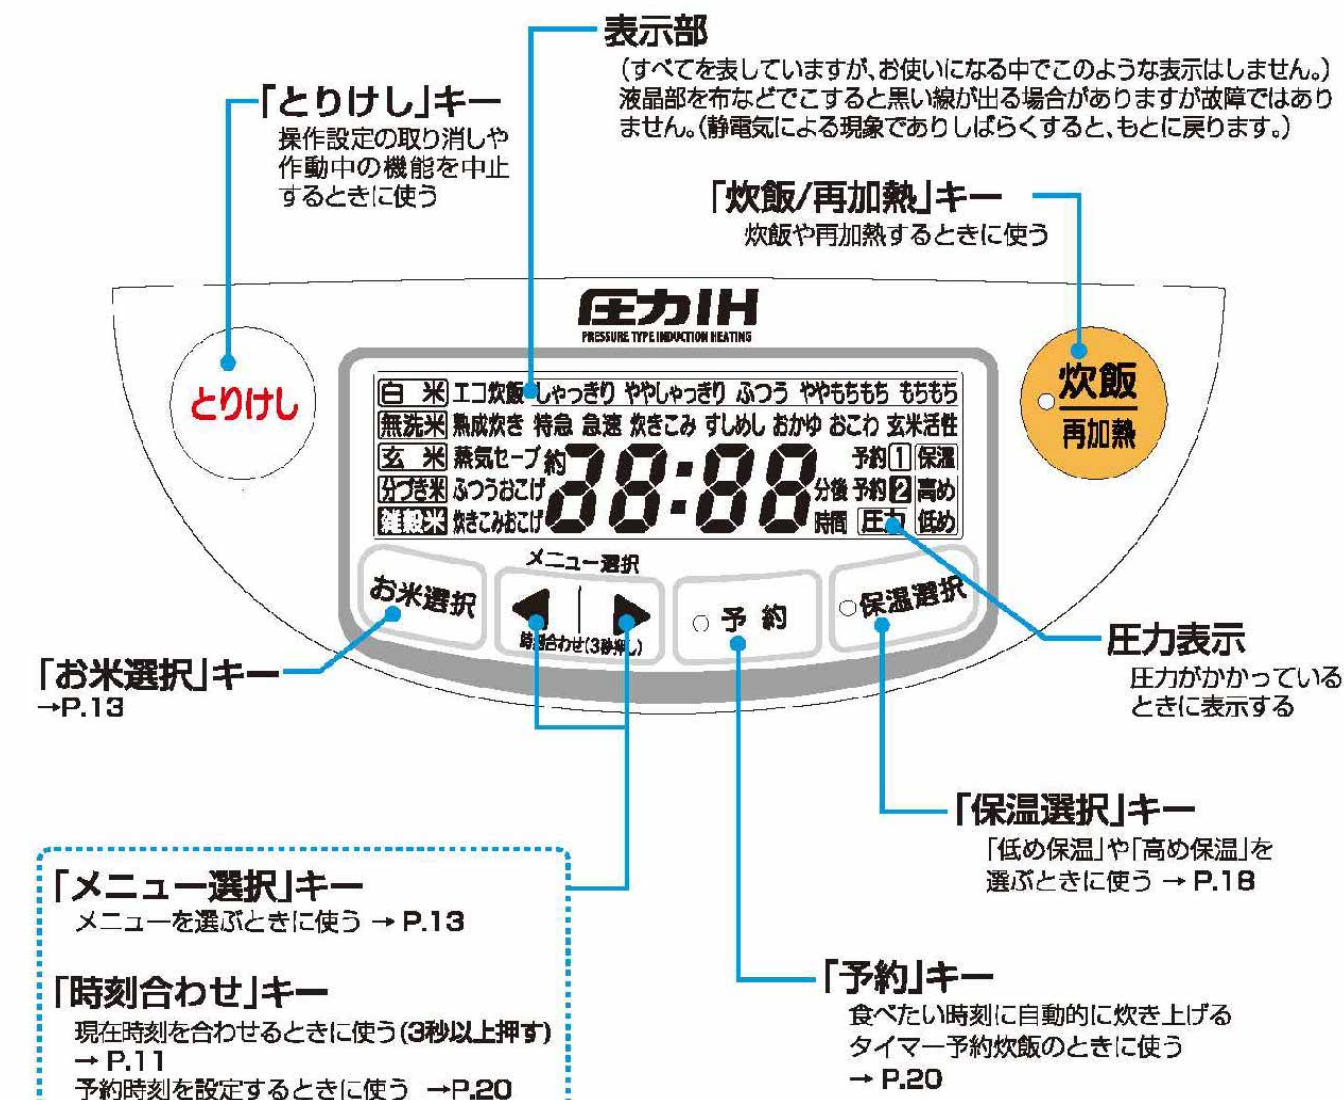 表示部
(すべてを表していますが、お使いになる中でこのような表示はしません。)
液晶部を布などでこすると黒い線が出る場合がありますが故障ではあり
ません。(静電気による現象でありしばらくすると、もとに戻ります。)
「とりけし」キー
操作設定の取り消しや
作動中の機能を中止
するときに使う
「炊飯/再加熱」キー
炊飯や再加熱するときに使う
圧力IH
PRESSURE TYPE INDUCTION HEATING
とりけし
炊飯
再加熱
白米 エコ炊飯 しゃっきり ややしゃっきり ふつう ややもちもち もちもち
無洗米 熟成炊き 特急 急速 炊きこみ すしめし おかゆ おこわ 玄米活性
玄米 蒸気セーブ 約 38:88 予約1 保温
分づき米 ふつうおこげ 分後 予約2 高め
雑穀米 炊きこみおこげ 時間 圧力 低め
お米選択
メニュー選択
時刻合わせ(3秒押し)
予約
保温選択
圧力表示
圧力がかかっている
ときに表示する
「お米選択」キー
→P.13
「保温選択」キー
「低め保温」や「高め保温」を
選ぶときに使う → P.18
「メニュー選択」キー
メニューを選ぶときに使う → P.13
「時刻合わせ」キー
現在時刻を合わせるときに使う(3秒以上押す)
→ P.11
予約時刻を設定するときに使う →P.20
「予約」キー
食べたい時刻に自動的に炊き上げる
タイマー予約炊飯のときに使う
→ P.20